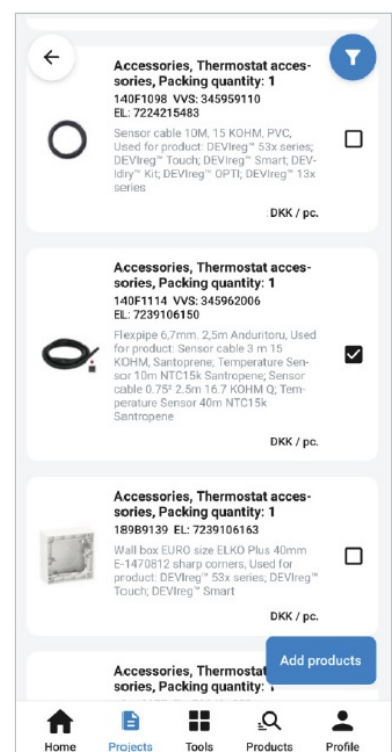 Accessories, Thermostat acces-
sories, Packing quantity: 1
140F1098 VVS: 345959110
EL: 7224215483
Sensor cable 10M, 15 KOHM, PVC,
Used for product: DEVIreg™ 53x series;
DEVIreg™ Touch; DEVIreg™ Smart; DEV-
Idry™ Kit; DEVIreg™ OPTI; DEVIreg™ 13x
series
DKK / pc.
Accessories, Thermostat acces-
sories, Packing quantity: 1
140F1114 VVS: 345962006
EL: 7239106150
Flexpipe 6,7mm. 2,5m Anduritoru, Used
for product: Sensor cable 3 m 15
KOHM, Santoprene; Temperature Sen-
sor 10m NTC15k Santropene; Sensor
cable 0.75² 2.5m 16.7 KOHM Q; Tem-
perature Sensor 40m NTC15k
Santropene
DKK / pc.
Accessories, Thermostat acces-
sories, Packing quantity: 1
189B9139 EL: 7239106163
Wall box EURO size ELKO Plus 40mm
E-1470812 sharp corners, Used for
product: DEVIreg™ 53x series; DEVIreg™
Touch; DEVIreg™ Smart
DKK / pc.
Add products
Accessories, Thermostat
sories, Packing quantity:
Home Projects Tools Products Profile